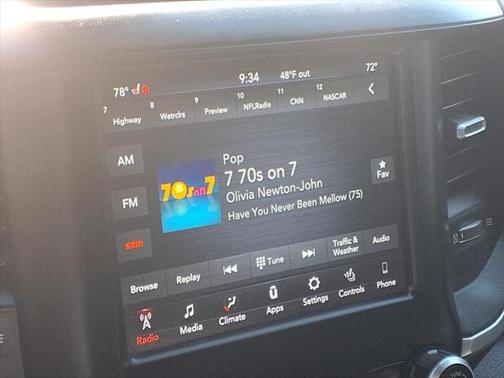 78° 9:34 48°F out 72°
7 8 9 10 11 12
Highway Watrclrs Preview NFLRadio CNN NASCAR
AM
Pop
7 70s on 7
Olivia Newton-John
Have You Never Been Mellow (75)
70s on 7
Fav
FM
sxm
Browse Replay Tune Traffic & Weather Audio
Radio Media Climate Apps Settings Controls Phone
TUNE